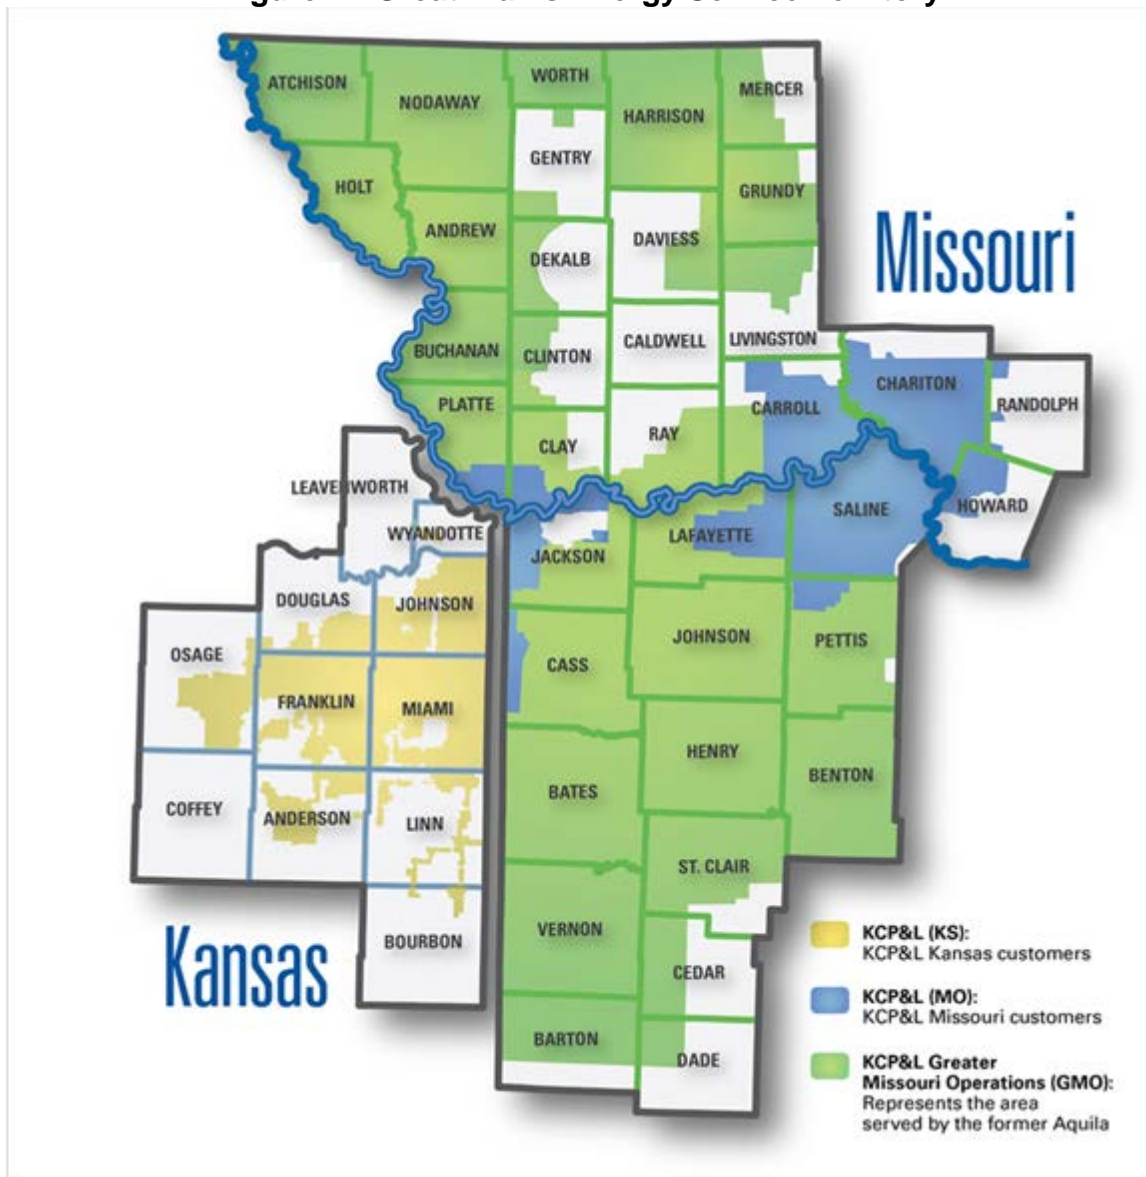 ATCHISON
NODAWAY
WORTH
HARRISON
MERCER
GENTRY
HOLT
GRUNDY
ANDREW
DAVIESS
DEKALB
Missouri
BUCHANAN
CLINTON
CALDWELL
LIVINGSTON
CHARITON
PLATTE
CARROLL
RANDOLPH
CLAY
RAY
LEAVENWORTH
HOWARD
SALINE
WYANDOTTE
LAFAYETTE
JACKSON
DOUGLAS
JOHNSON
JOHNSON
PETTIS
OSAGE
CASS
FRANKLIN
MIAMI
HENRY
BENTON
BATES
COFFEY
ANDERSON
LINN
ST. CLAIR
VERNON
BOURBON
Kansas
CEDAR
BARTON
DADE
KCP&L (KS):
KCP&L Kansas customers
KCP&L (MO):
KCP&L Missouri customers
KCP&L Greater
Missouri Operations (GMO):
Represents the area
served by the former Aquila